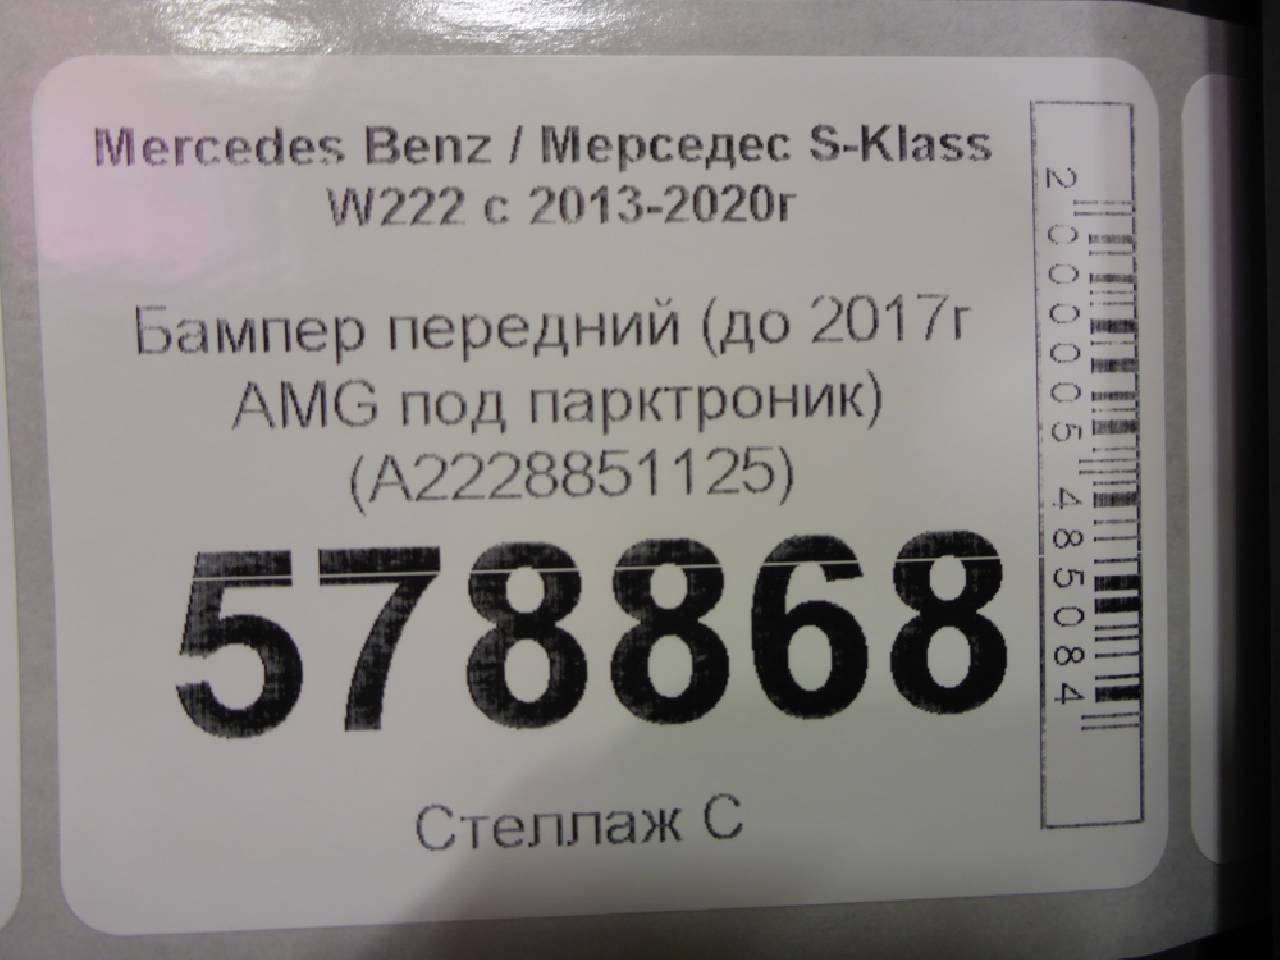 Mercedes Benz / Мерседес S-Klass
W222 с 2013-2020г
Бампер передний (до 2017г
AMG под парктроник)
(A2228851125)
578868
Стеллаж С
2000005485084